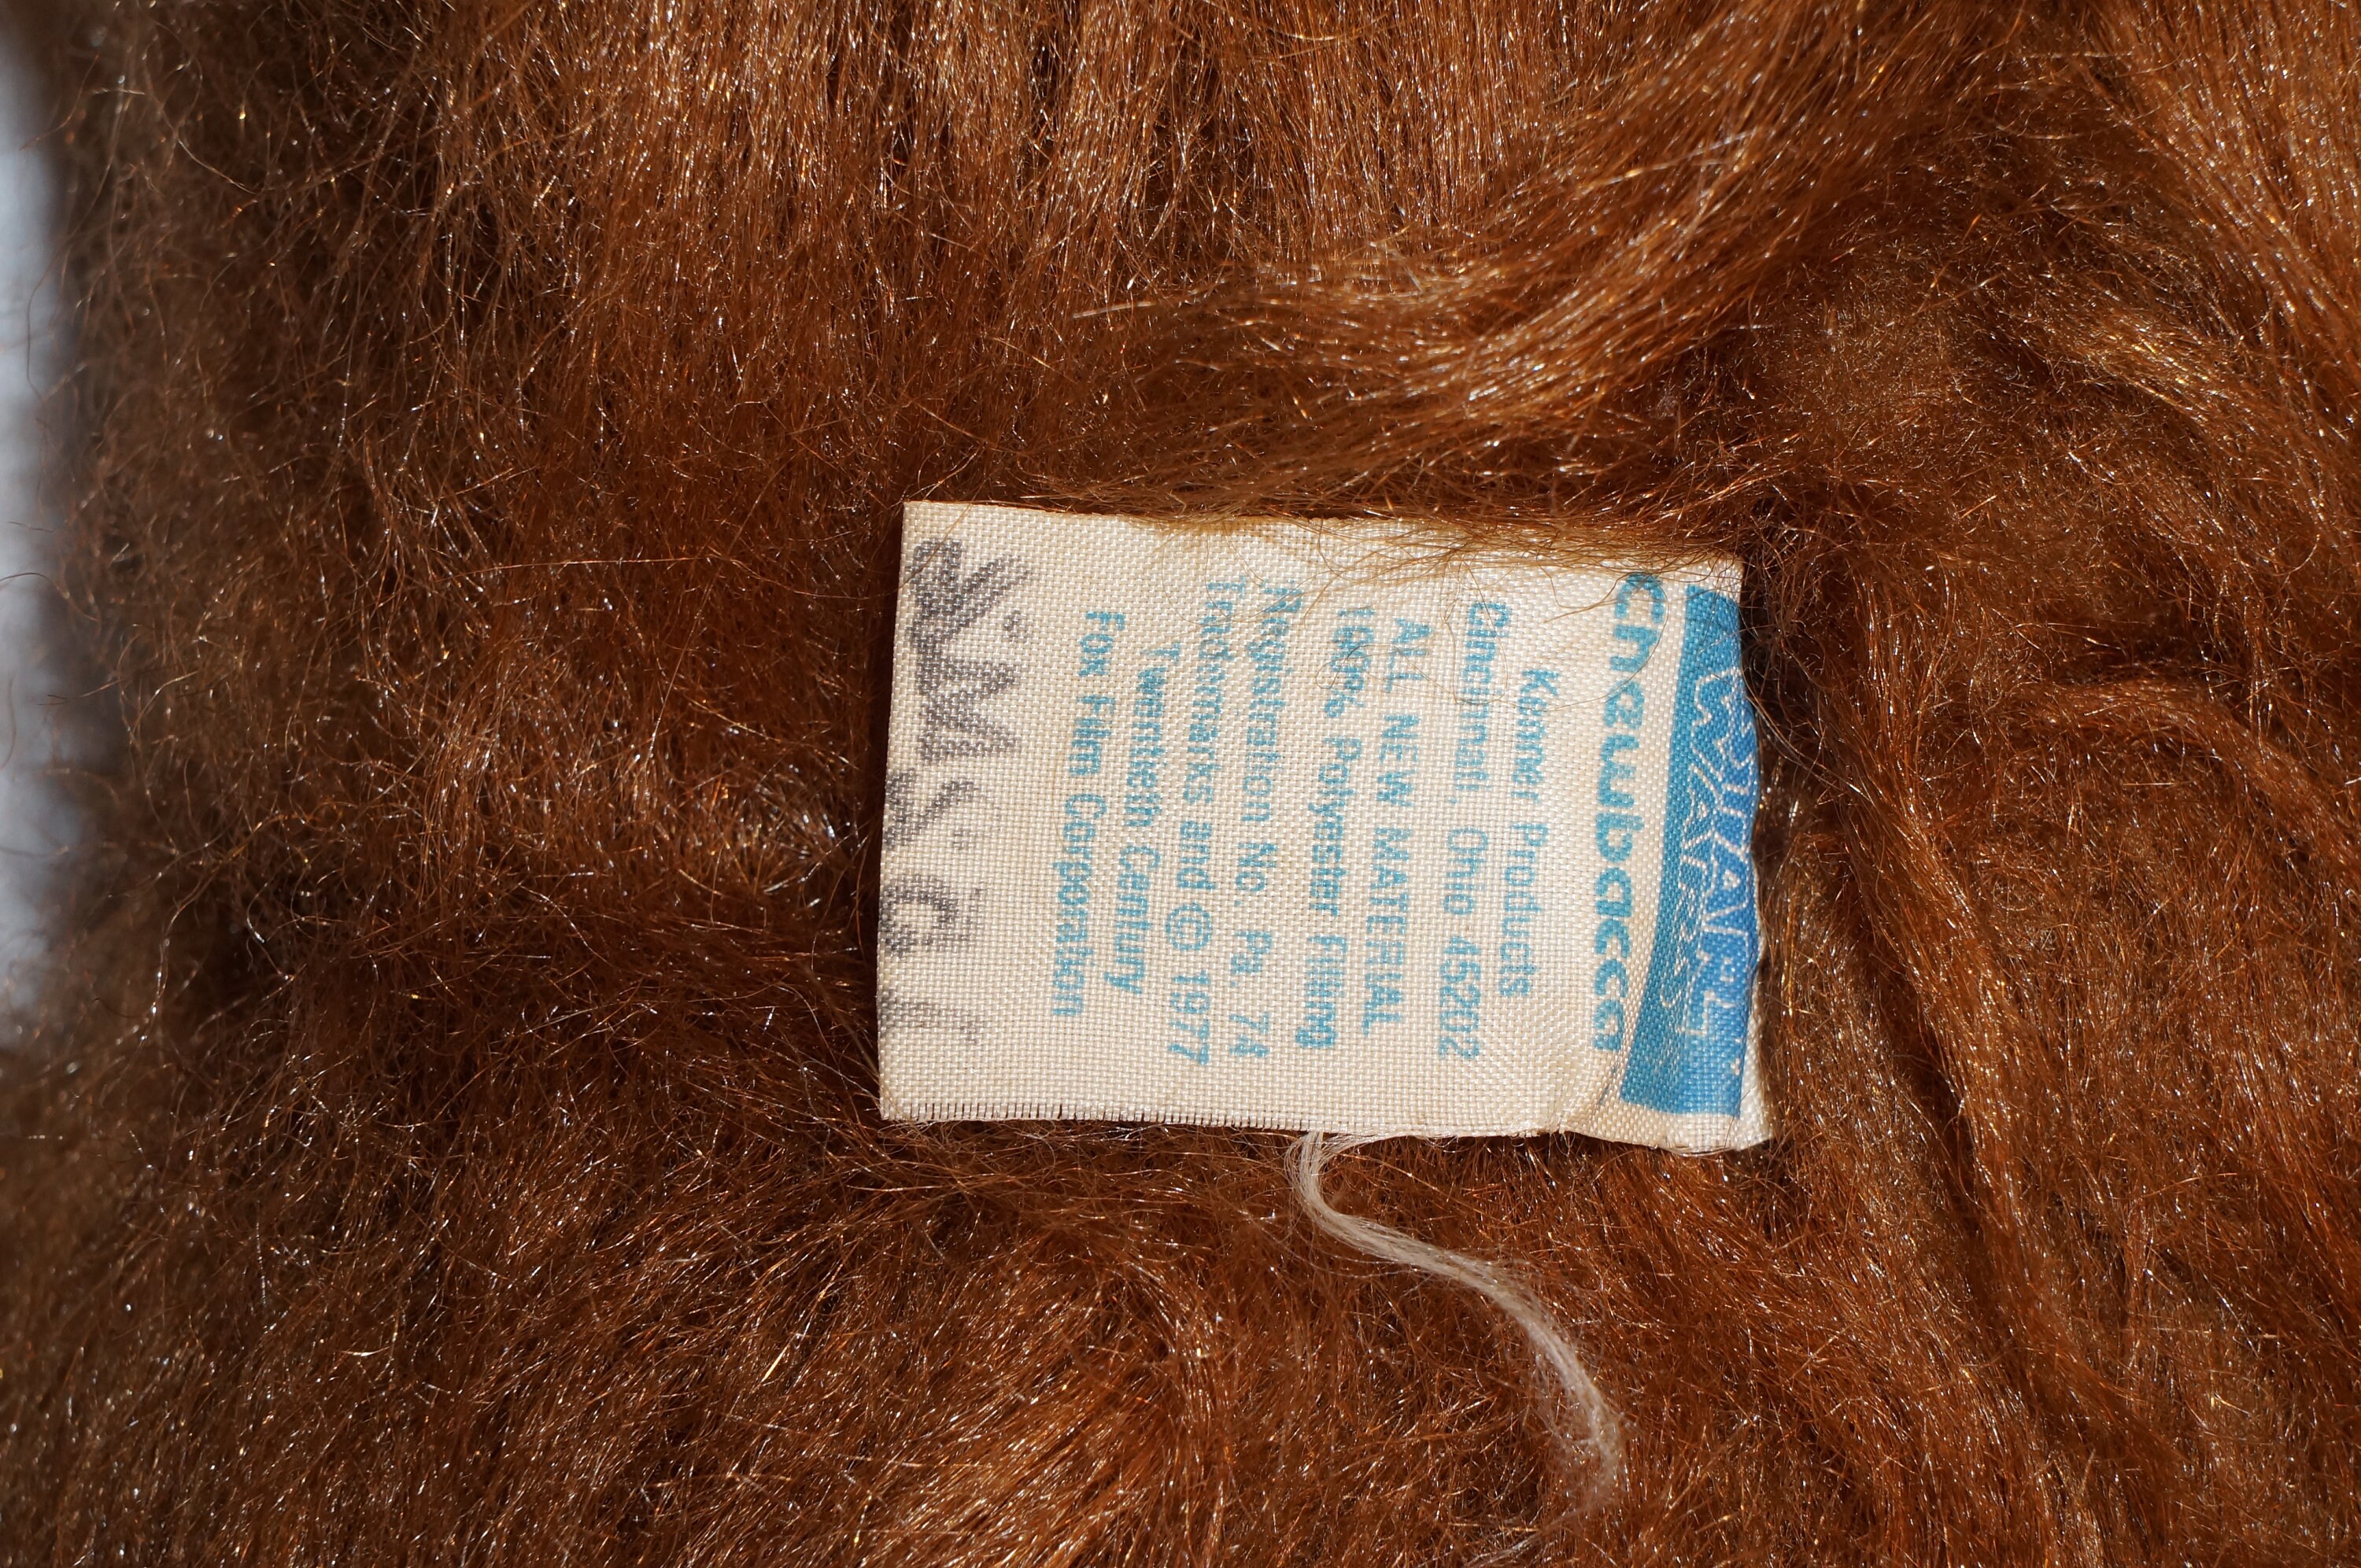 STAR
WARS
Chewbacca
Kenner Products
Cincinnati, Ohio 45202
ALL NEW MATERIAL
100% Polyester Filling
Registration No. Pa. 74
Trademarks and © 1977
Twentieth Century
Fox Film Corporation